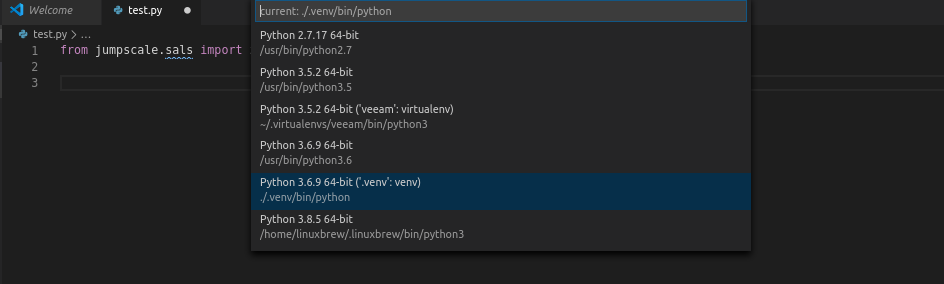 Welcome
test.py
current: ./.venv/bin/python
test.py > ...
Python 2.7.17 64-bit
/usr/bin/python2.7
1 from jumpscale.sals import
2
3
Python 3.5.2 64-bit
/usr/bin/python3.5
Python 3.5.2 64-bit ('veeam': virtualenv)
~/.virtualenvs/veeam/bin/python3
Python 3.6.9 64-bit
/usr/bin/python3.6
Python 3.6.9 64-bit ('.venv': venv)
./.venv/bin/python
Python 3.8.5 64-bit
/home/linuxbrew/.linuxbrew/bin/python3